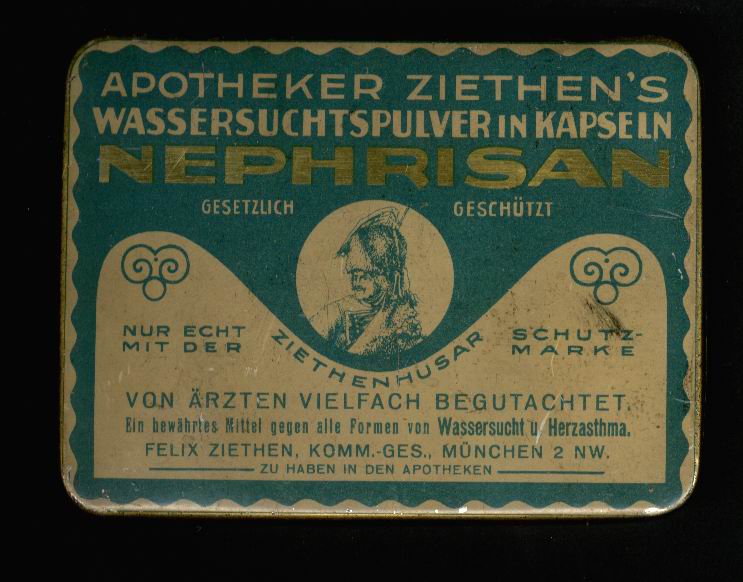 APOTHEKER ZIETHEN'S
WASSERSUCHTSPULVER IN KAPSELN
NEPHRISAN
GESETZLICH GESCHÜTZT
NUR ECHT
MIT DER
ZIETHENHUSAR
SCHUTZ-
MARKE
VON ÄRZTEN VIELFACH BEGUTACHTET.
Ein bewährtes Mittel gegen alle Formen von Wassersucht u. Herzasthma.
FELIX ZIETHEN, KOMM.-GES., MÜNCHEN 2 NW.
ZU HABEN IN DEN APOTHEKEN